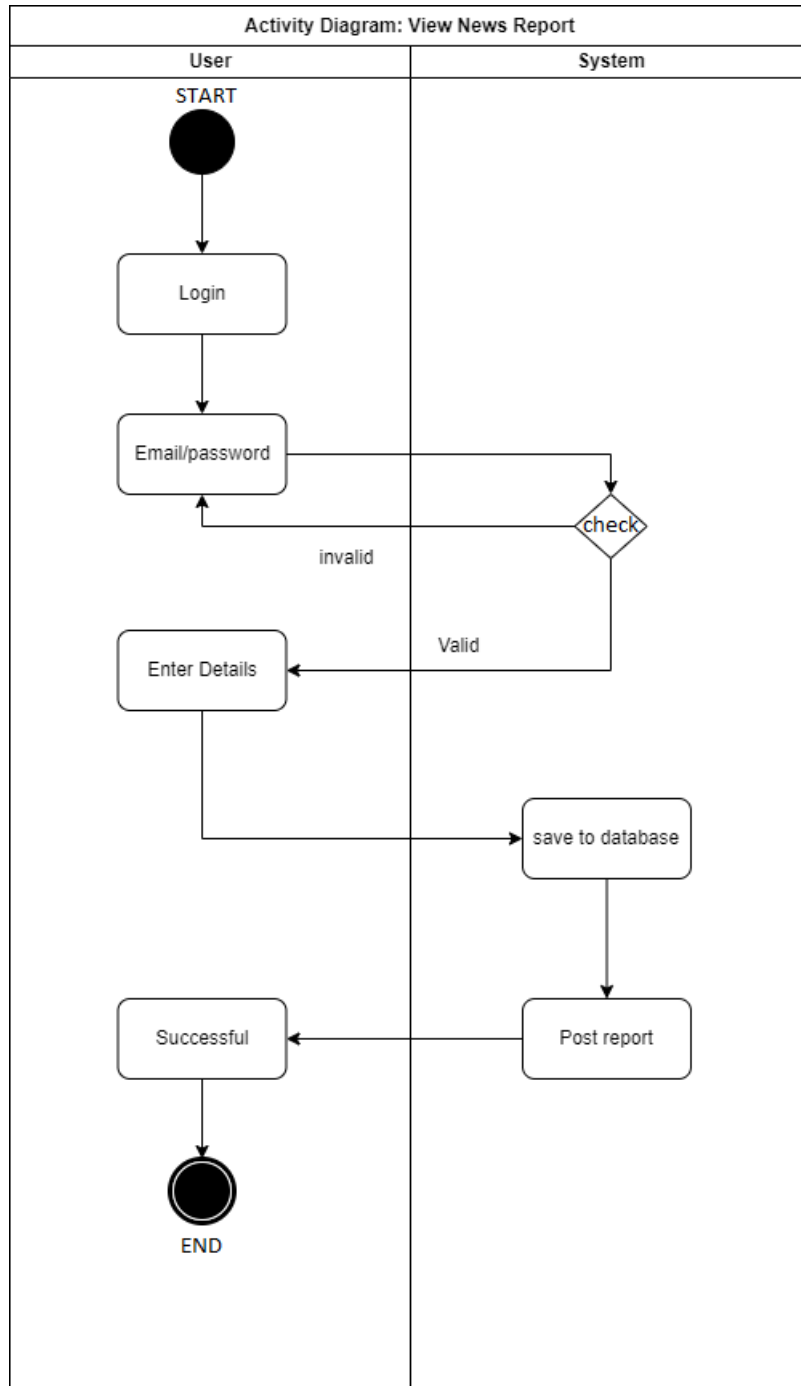 Activity Diagram: View News Report
User
System
START
Login
Email/password
check
invalid
Valid
Enter Details
save to database
Successful
Post report
END